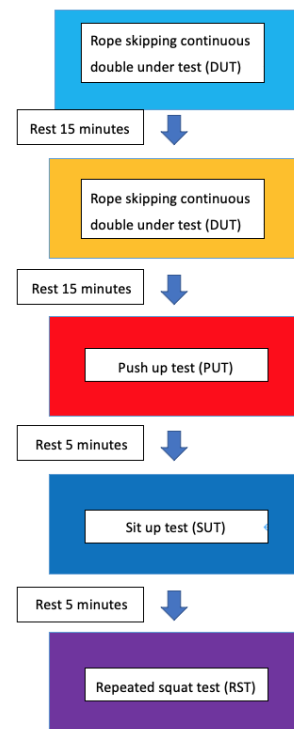 Rope skipping continuous
double under test (DUT)
Rest 15 minutes
Rope skipping continuous
double under test (DUT)
Rest 15 minutes
Push up test (PUT)
Rest 5 minutes
Sit up test (SUT)
Rest 5 minutes
Repeated squat test (RST)